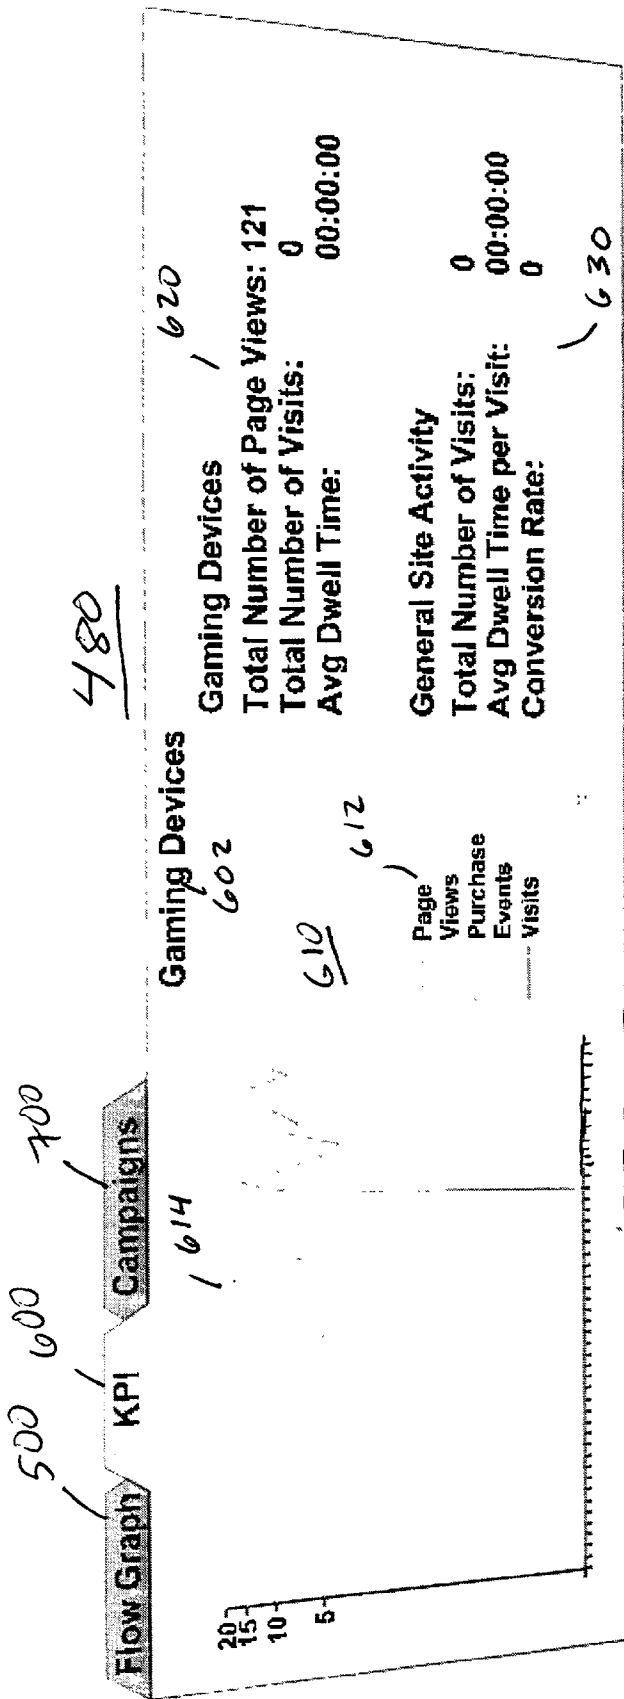 480
500
600
700
Flow Graph
KPI
Campaigns
Gaming Devices
602
614
610
612
20
15
10
5
Page
Views
Purchase
Events
Visits
620
Gaming Devices
Total Number of Page Views: 121
Total Number of Visits: 0
Avg Dwell Time: 00:00:00
General Site Activity
Total Number of Visits: 0
Avg Dwell Time per Visit: 00:00:00
Conversion Rate: 0
630